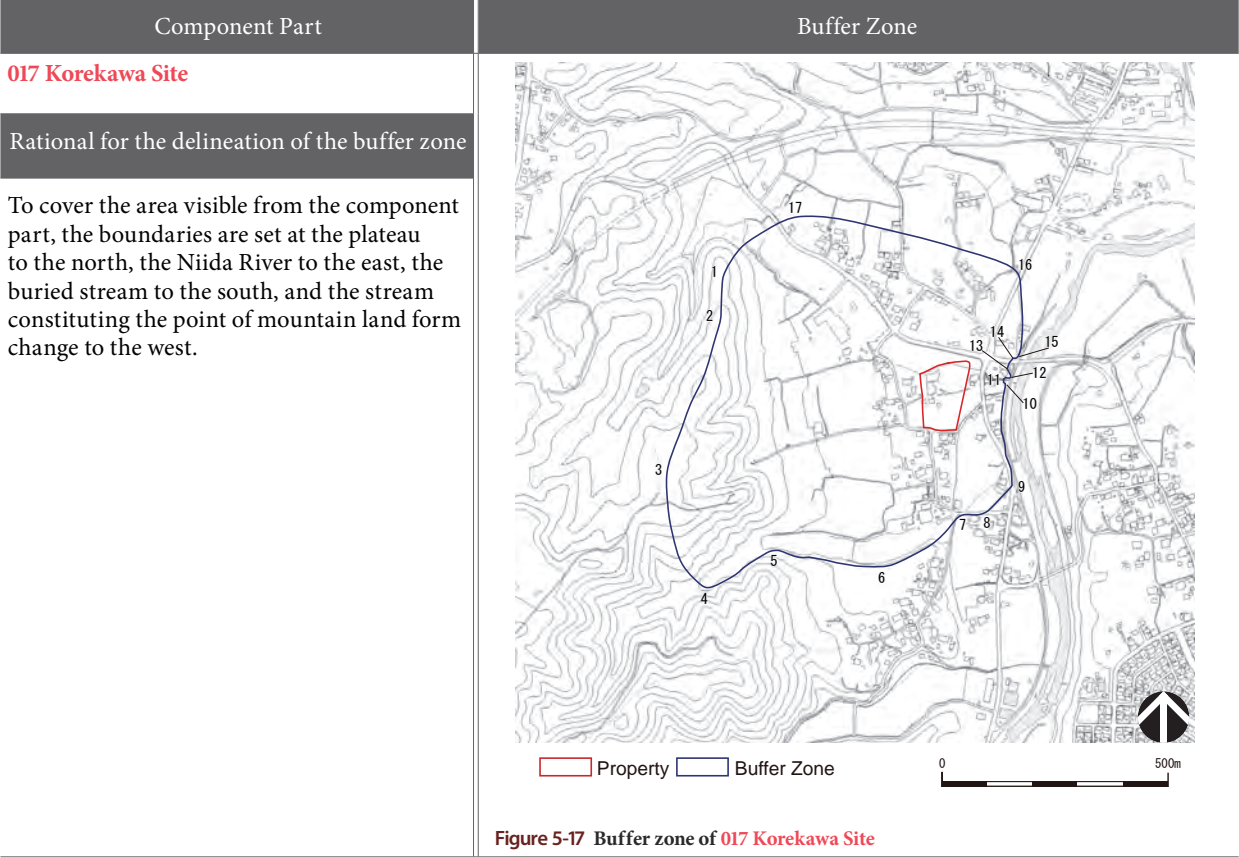 Component Part
Buffer Zone
017 Korekawa Site
Rational for the delineation of the buffer zone
To cover the area visible from the component
part, the boundaries are set at the plateau
to the north, the Niida River to the east, the
buried stream to the south, and the stream
constituting the point of mountain land form
change to the west.
17
16
1
2
14
15
13
12
11
10
3
9
8
7
5
6
4
Property
Buffer Zone
0
500m
Figure 5-17 Buffer zone of 017 Korekawa Site